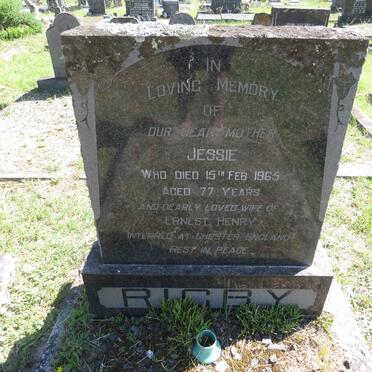 IN
LOVING MEMORY
OF
OUR DEAR MOTHER
JESSIE
WHO DIED 15TH FEB. 1965
AGED 77 YEARS
AND DEARLY LOVED WIFE OF
ERNEST HENRY
INTERRED AT CHESTER ENGLAND
REST IN PEACE
RIGBY